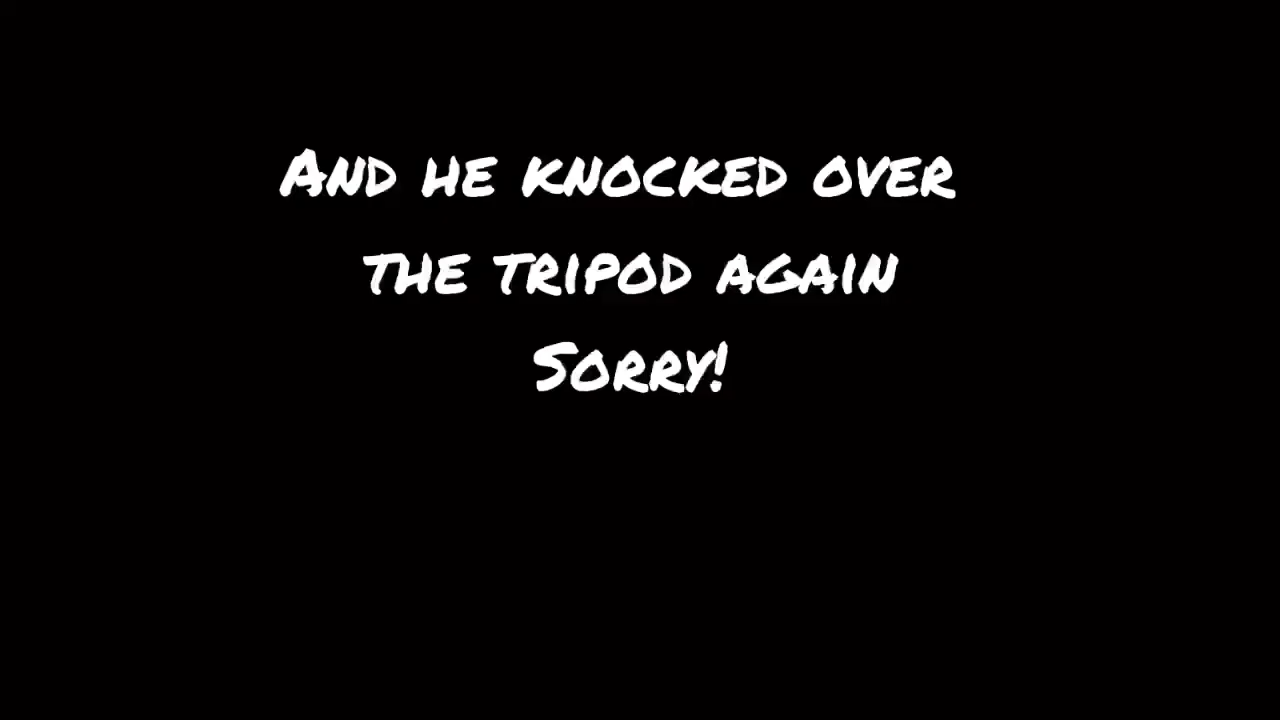 And he knocked over
the tripod again
Sorry!